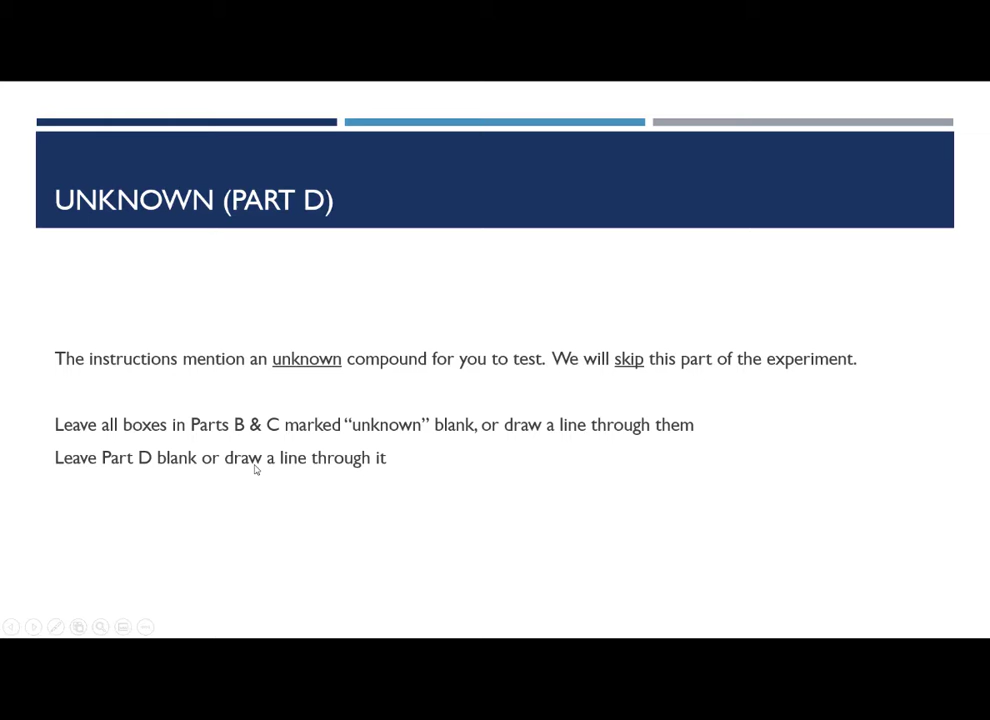 UNKNOWN (PART D)
The instructions mention an unknown compound for you to test. We will skip this part of the experiment.
Leave all boxes in Parts B & C marked “unknown” blank, or draw a line through them
Leave Part D blank or draw a line through it